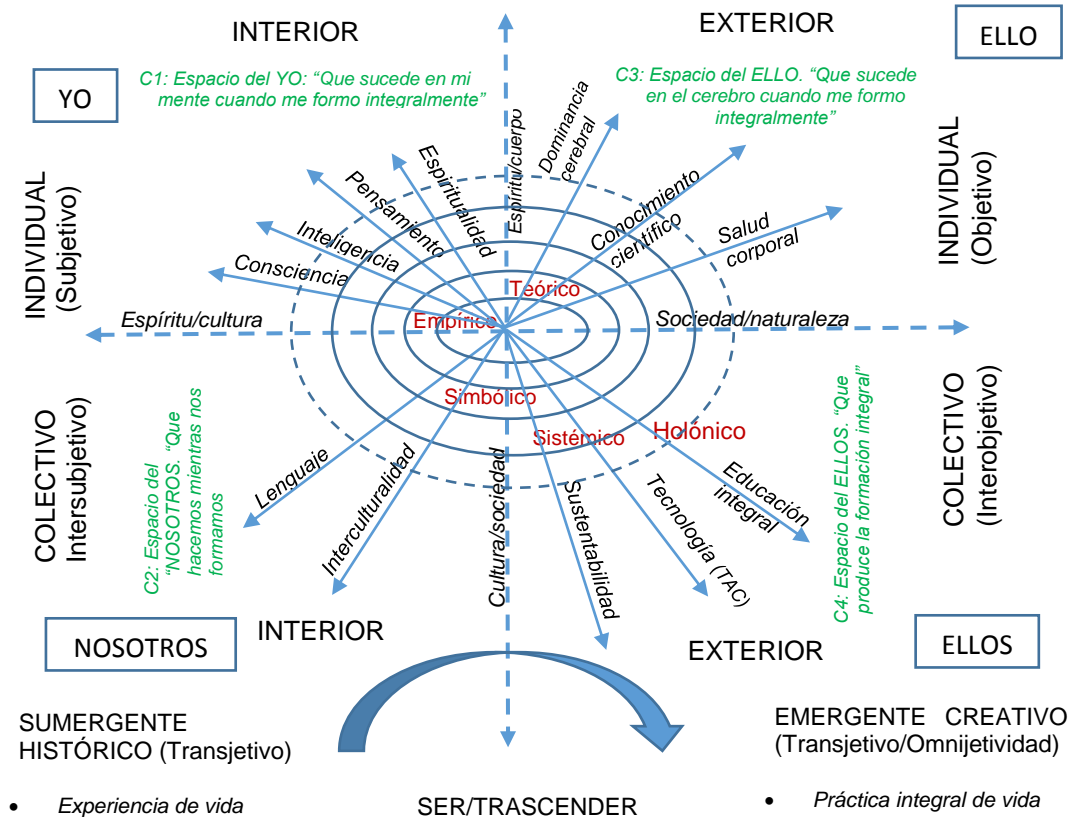 INTERIOR
EXTERIOR
ELLO
YO
C1: Espacio del YO: “Que sucede en mi
mente cuando me formo integralmente”
C3: Espacio del ELLO. “Que sucede
en el cerebro cuando me formo
integralmente”
INDIVIDUAL
(Subjetivo)
INDIVIDUAL
(Objetivo)
Consciencia
Inteligencia
Pensamiento
Espiritualidad
Espíritu/cuerpo
Dominancia
cerebral
Conocimiento
científico
Salud
corporal
Teórico
Empírico
Espíritu/cultura
Sociedad/naturaleza
Simbólico
Sistémico
Holónico
COLECTIVO
Intersubjetivo)
C2: Espacio del
“NOSOTROS. “Que
hacemos mientras nos
formamos
Lenguaje
Interculturalidad
Cultura/sociedad
Sustentabilidad
Tecnología (TAC)
Educación
integral
C4: Espacio del ELLOS. “Que
produce la formación integral”
COLECTIVO
(Interobjetivo)
NOSOTROS
INTERIOR
EXTERIOR
ELLOS
SUMERGENTE
HISTÓRICO (Transjetivo)
EMERGENTE CREATIVO
(Transjetivo/Omnijetividad)
• Experiencia de vida
SER/TRASCENDER
• Práctica integral de vida